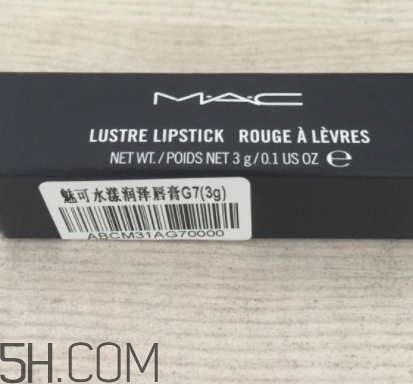 M·A·C
LUSTRE LIPSTICK ROUGE À LÈVRES
NET WT./POIDS NET 3 g/0.1 US OZ ℮
魅可水漾润泽唇膏G7(3g)
ABCM31AG70000
5H.COM